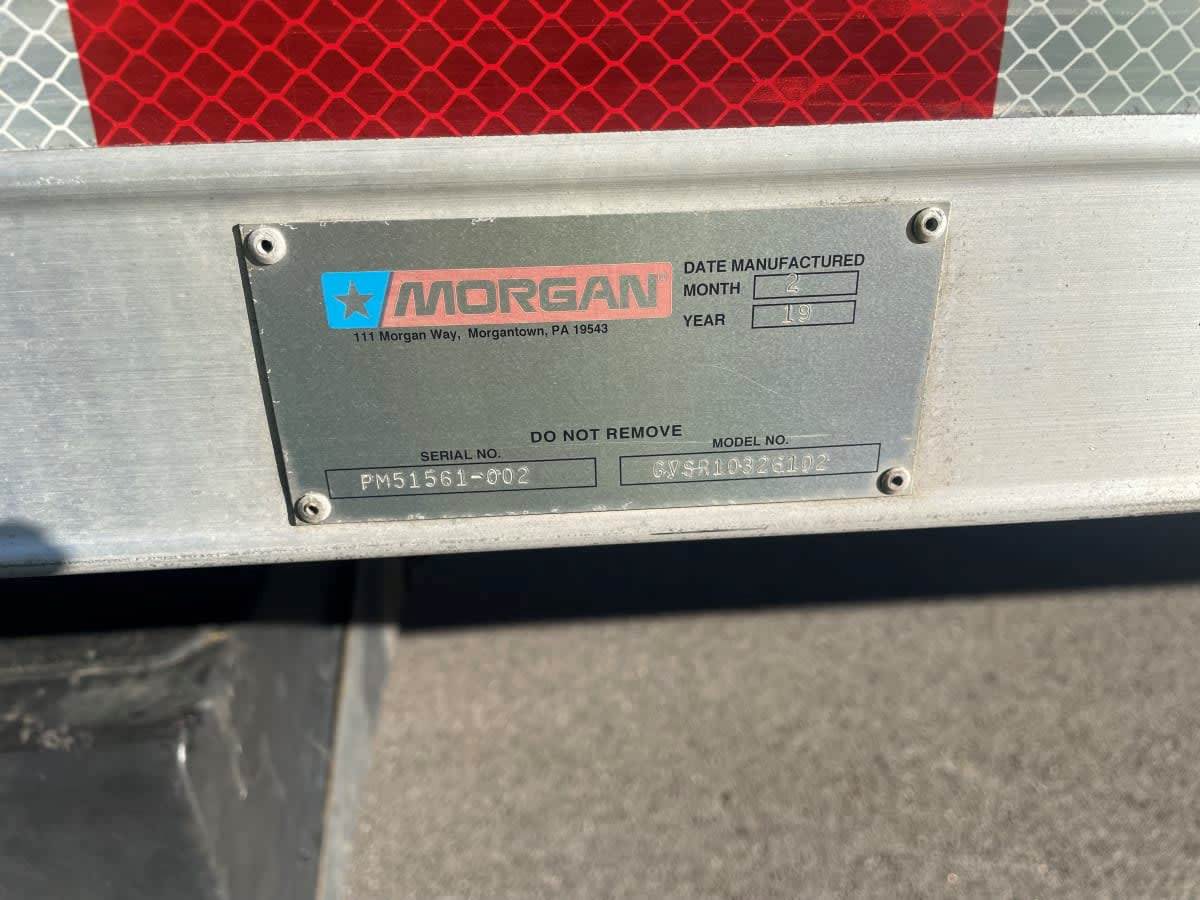 MORGAN®
111 Morgan Way, Morgantown, PA 19543
DATE MANUFACTURED
MONTH 2
YEAR 19
DO NOT REMOVE
SERIAL NO. MODEL NO.
PM51561-002 GVSR10326102